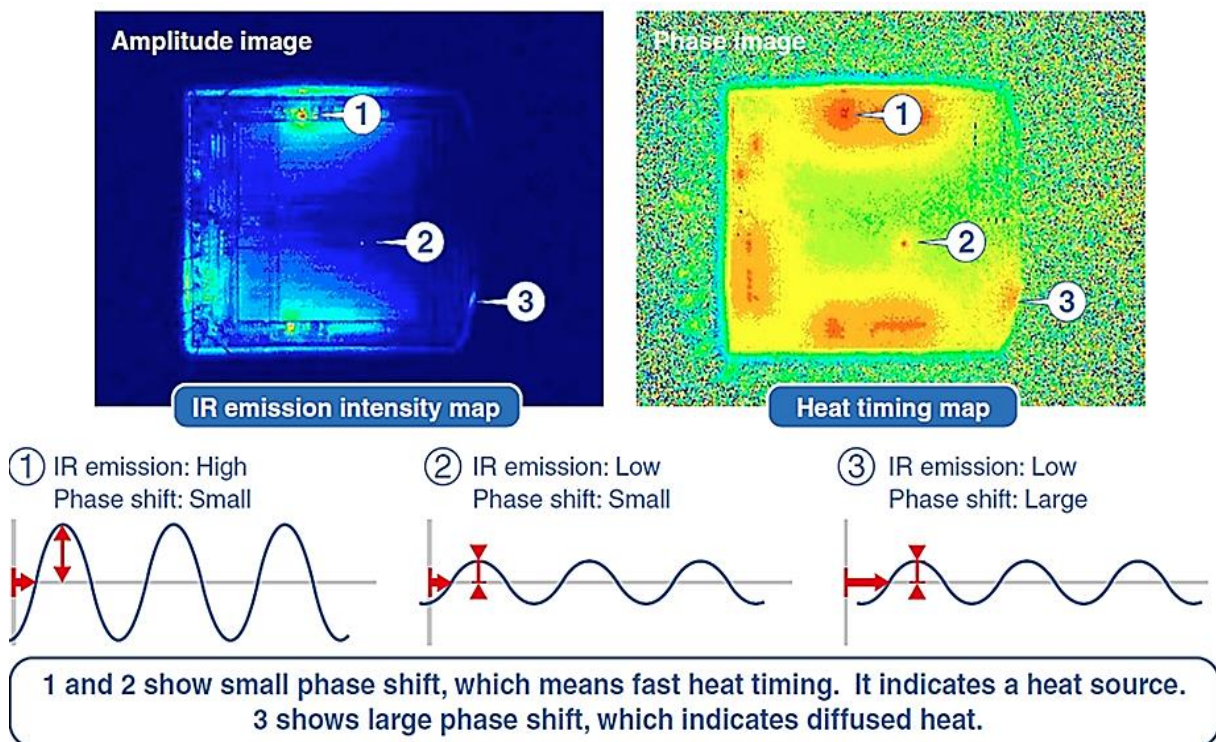 Amplitude image
Phase image
1
1
2
2
3
3
IR emission intensity map
Heat timing map
1 IR emission: High
Phase shift: Small
2 IR emission: Low
Phase shift: Small
3 IR emission: Low
Phase shift: Large
1 and 2 show small phase shift, which means fast heat timing. It indicates a heat source.
3 shows large phase shift, which indicates diffused heat.